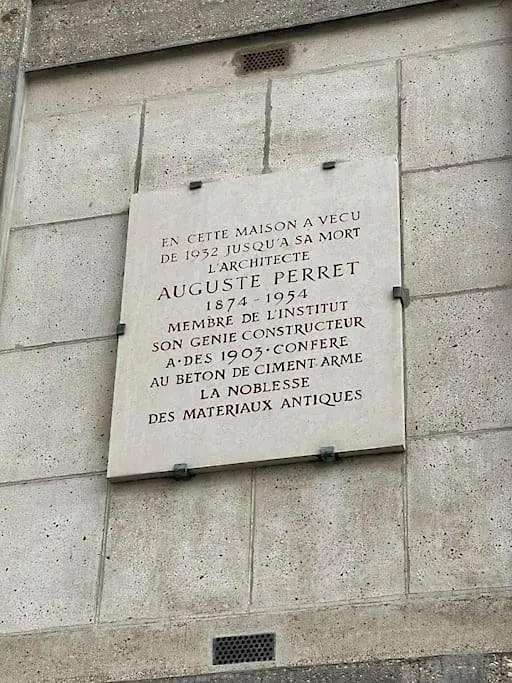 EN CETTE MAISON A VECU
DE 1932 JUSQU'A SA MORT
L'ARCHITECTE
AUGUSTE PERRET
1874-1954
MEMBRE DE L'INSTITUT
SON GENIE CONSTRUCTEUR
A·DES 1903·CONFERE
AU BETON DE CIMENT ARME
LA NOBLESSE
DES MATERIAUX ANTIQUES